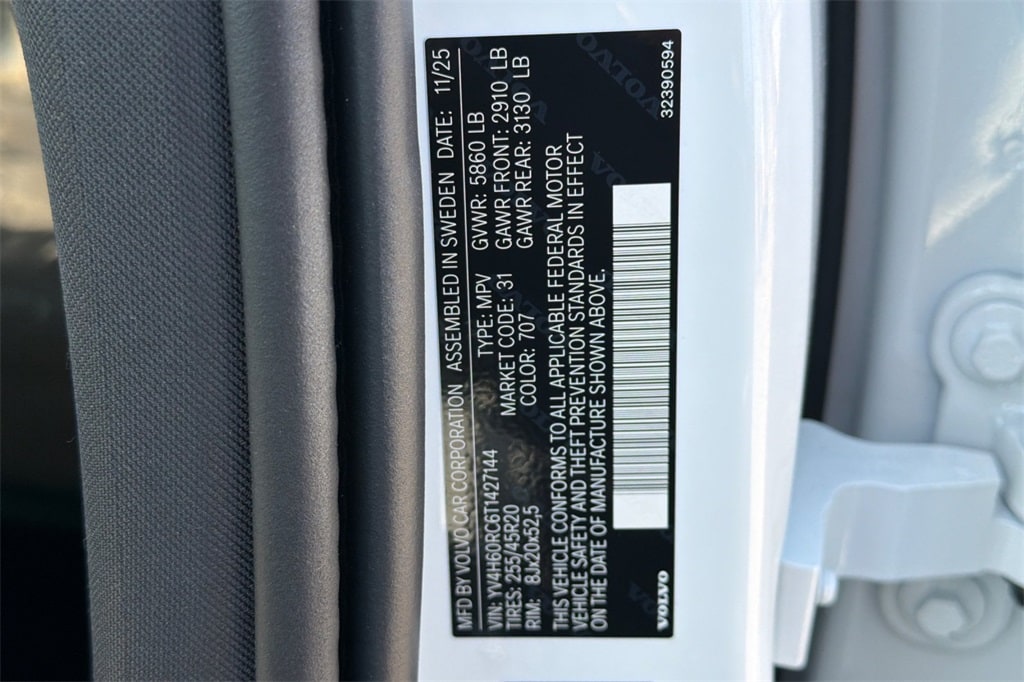 MFD BY VOLVO CAR CORPORATION ASSEMBLED IN SWEDEN DATE: 11/25
VIN: YV4H60RC6T1427144 TYPE: MPV GVWR: 5860 LB
TIRES: 255/45R20 MARKET CODE: 31 GAWR FRONT: 2910 LB
RIM: 8Jx20x52,5 COLOR: 707 GAWR REAR: 3130 LB
THIS VEHICLE CONFORMS TO ALL APPLICABLE FEDERAL MOTOR
VEHICLE SAFETY AND THEFT PREVENTION STANDARDS IN EFFECT
ON THE DATE OF MANUFACTURE SHOWN ABOVE.
VOLVO 32390594